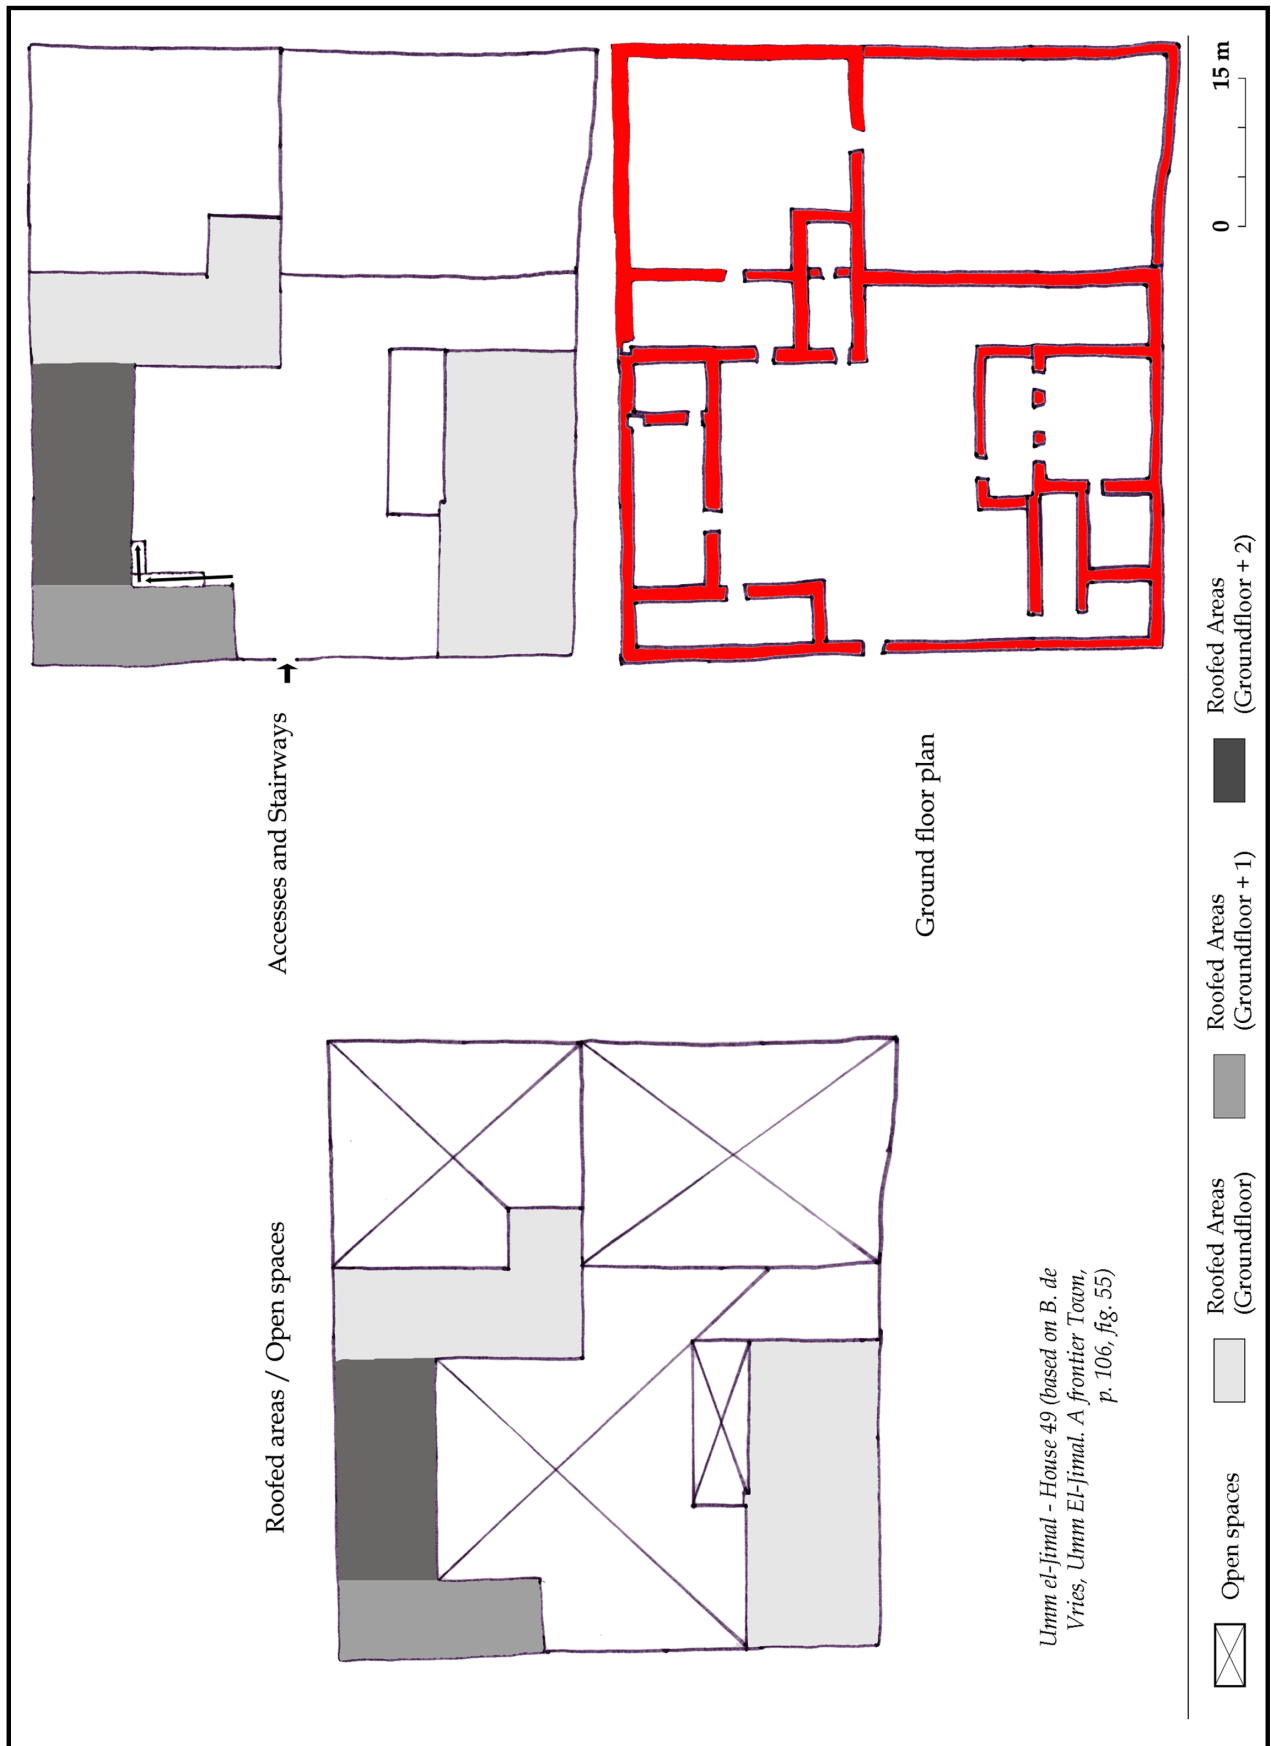 Roofed areas / Open spaces
Accesses and Stairways
Umm el-Jimal - House 49 (based on B. de
Vries, Umm El-Jimal. A frontier Town,
p. 106, fig. 55)
Ground floor plan
Open spaces
Roofed Areas
(Groundfloor)
Roofed Areas
(Groundfloor + 1)
Roofed Areas
(Groundfloor + 2)
0 15 m